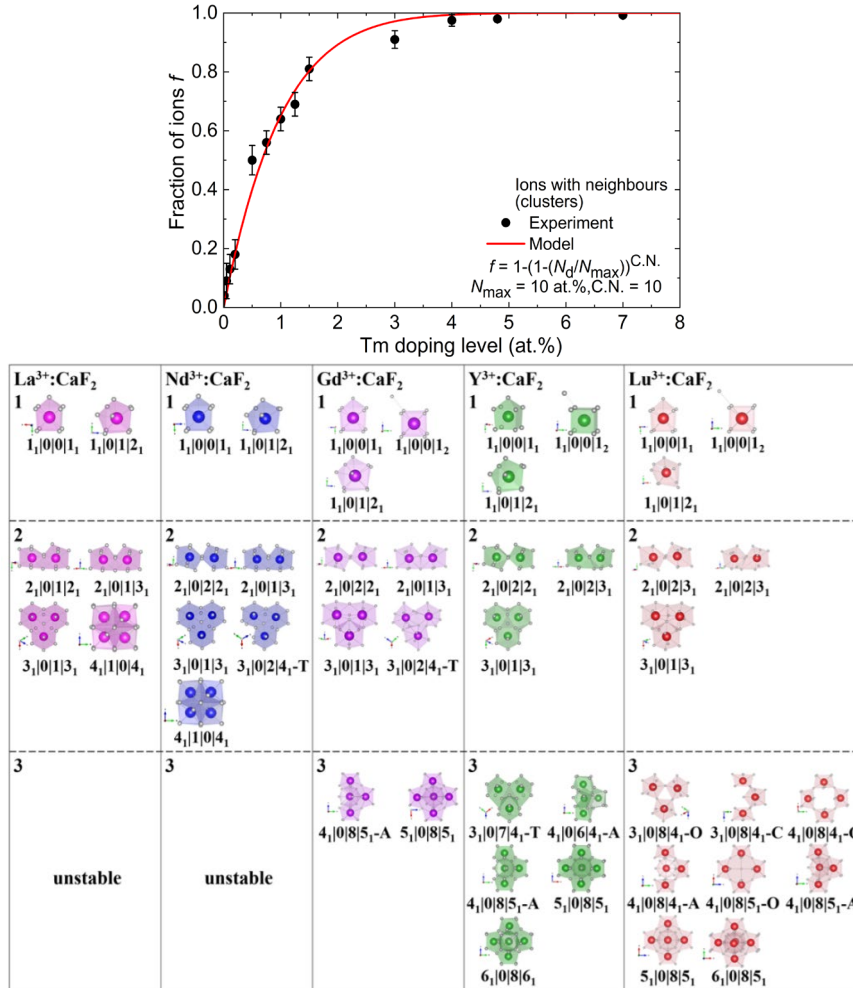 1.0
0.8
0.6
0.4
0.2
0.0
Fraction of ions f
0 1 2 3 4 5 6 7 8
Tm doping level (at.%)
Ions with neighbours
(clusters)
Experiment
Model
f = 1-(1-(N_d/N_max))^C.N.
N_max = 10 at.%,C.N. = 10
La³⁺:CaF₂ Nd³⁺:CaF₂ Gd³⁺:CaF₂ Y³⁺:CaF₂ Lu³⁺:CaF₂
1 1 1 1 1
1₁|0|0|1₁ 1₁|0|1|2₁ 1₁|0|0|1₁ 1₁|0|1|2₁ 1₁|0|0|1₁ 1₁|0|0|1₂ 1₁|0|0|1₁ 1₁|0|0|1₂ 1₁|0|0|1₁ 1₁|0|0|1₂
1₁|0|1|2₁ 1₁|0|1|2₁ 1₁|0|1|2₁
2 2 2 2 2
2₁|0|1|2₁ 2₁|0|1|3₁ 2₁|0|2|2₁ 2₁|0|1|3₁ 2₁|0|2|2₁ 2₁|0|1|3₁ 2₁|0|2|2₁ 2₁|0|2|3₁ 2₁|0|2|3₁ 2₁|0|2|3₁
3₁|0|1|3₁ 4₁|1|0|4₁ 3₁|0|1|3₁ 3₁|0|2|4₁-T 3₁|0|1|3₁ 3₁|0|2|4₁-T 3₁|0|1|3₁ 3₁|0|1|3₁
4₁|1|0|4₁
3 3 3 3 3
4₁|0|8|5₁-A 5₁|0|8|5₁ 3₁|0|7|4₁-T 4₁|0|6|4₁-A 3₁|0|8|4₁-O 3₁|0|8|4₁-C 4₁|0|8|4₁-
unstable unstable 4₁|0|8|5₁-A 5₁|0|8|5₁ 4₁|0|8|4₁-A 4₁|0|8|5₁-O 4₁|0|8|5₁-A
6₁|0|8|6₁ 5₁|0|8|5₁ 6₁|0|8|5₁